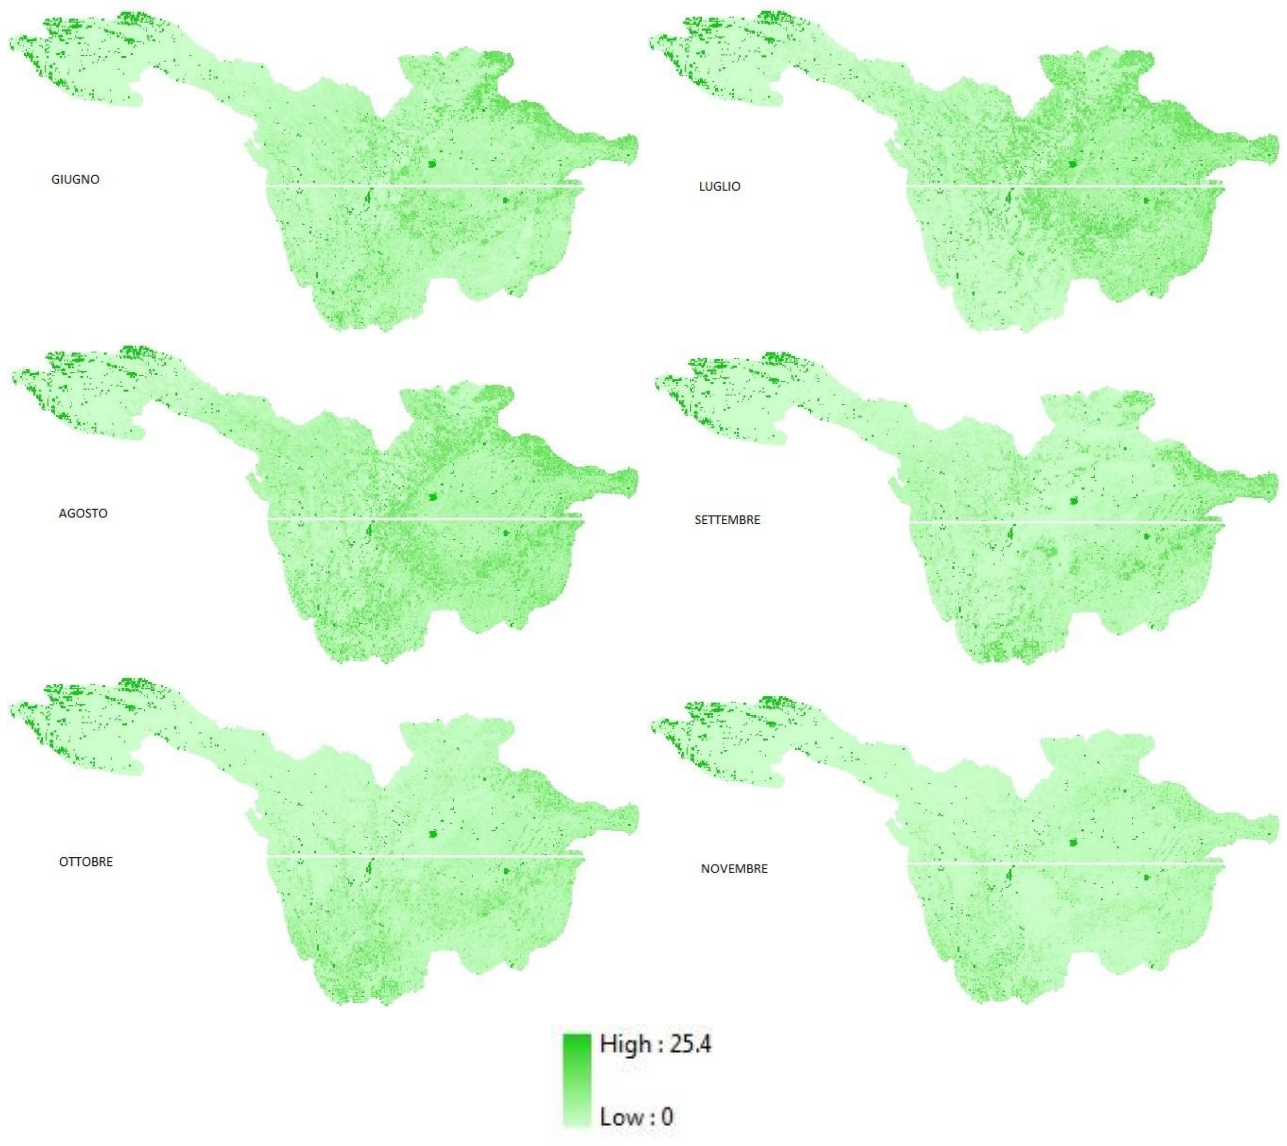 GIUGNO
LUGLIO
AGOSTO
SETTEMBRE
OTTOBRE
NOVEMBRE
High : 25.4
Low : 0